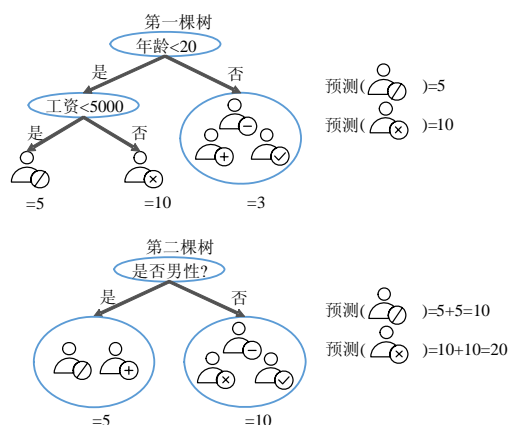 第一棵树
年龄<20
是
否
工资<5000
是
否
=5
=10
=3
预测( )=5
预测( )=10
第二棵树
是否男性?
是
否
=5
=10
预测( )=5+5=10
预测( )=10+10=20